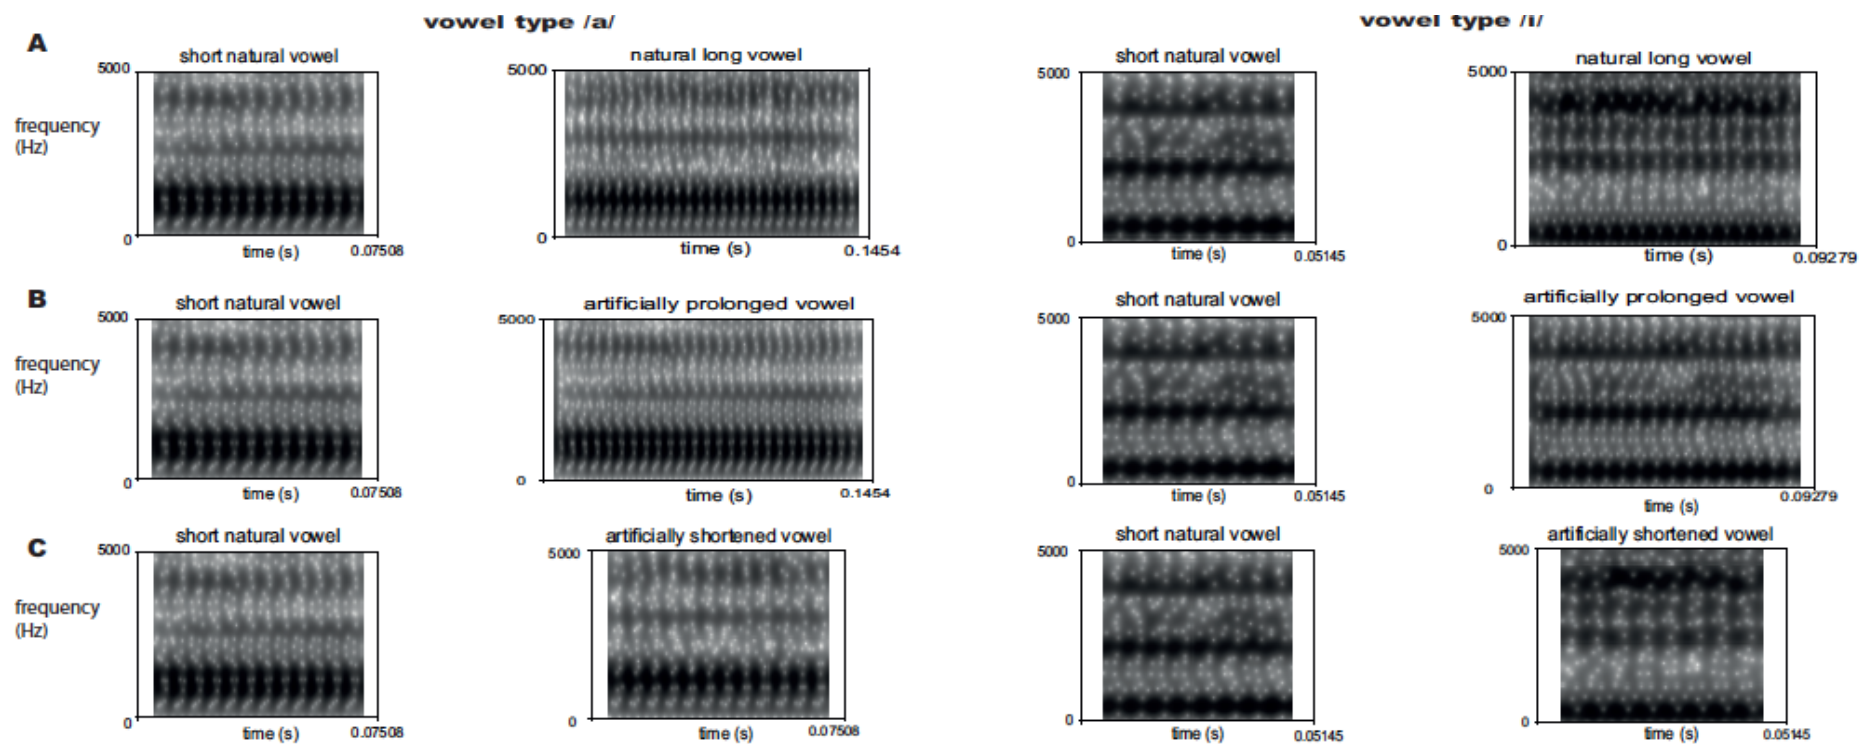 vowel type /a/
vowel type /i/
A
short natural vowel
natural long vowel
short natural vowel
natural long vowel
5000
5000
5000
5000
frequency
(Hz)
0
0
0
0
time (s)
0.07508
time (s)
0.1454
time (s)
0.05145
time (s)
0.09279
B
short natural vowel
artificially prolonged vowel
short natural vowel
artificially prolonged vowel
5000
5000
5000
5000
frequency
(Hz)
0
0
0
0
time (s)
0.07508
time (s)
0.1454
time (s)
0.05145
time (s)
0.09279
C
short natural vowel
artificially shortened vowel
short natural vowel
artificially shortened vowel
5000
5000
5000
5000
frequency
(Hz)
0
0
0
0
time (s)
0.07508
time (s)
0.07508
time (s)
0.05145
time (s)
0.05145